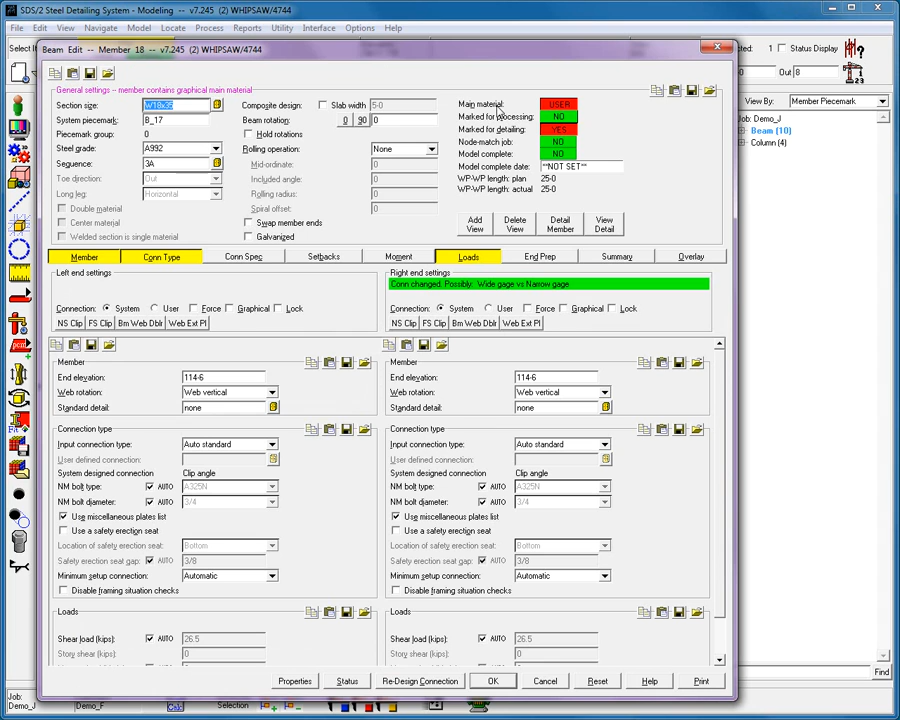 SDS/2 Steel Detailing System - Modeling -- v7.245 (2) WHIPSAW/4744
File Edit View Navigate Model Locate Process Reports Utility Interface Options Help
Select It
Status Display
Out 8
View By: Member Piecemark
Demo_J
Beam (10)
Column (4)
Find
Beam Edit -- Member 18 -- v7.245 (2) WHIPSAW/4744
General settings -- member contains graphical main material
Section size: W18x35
System piecemark: B_17
Piecemark group: 0
Steel grade: A992
Sequence: 3A
Toe direction: Out
Long leg: Horizontal
Double material
Center material
Welded section is single material
Composite design: Slab width 5-0
Beam rotation: 0 90 0
Hold rotations
Rolling operation: None
Mid-ordinate: 0
Included angle: 0
Rolling radius: 0
Spiral offset: 0
Swap member ends
Galvanized
Main material: USER
Marked for processing: NO
Marked for detailing: YES
Node-match job: NO
Model complete: NO
Model complete date: **NOT SET**
WP-WP length: plan 25-0
WP-WP length: actual 25-0
Add View Delete View Detail Member View Detail
Member Conn Type Conn Spec Setbacks Moment Loads End Prep Summary Overlay
Left end settings
Connection: System User Force Graphical Lock
NS Clip FS Clip Bm Web Dblr Web Ext Pl
Right end settings
Conn changed. Possibly: Wide gage vs Narrow gage
Connection: System User Force Graphical Lock
NS Clip FS Clip Bm Web Dblr Web Ext Pl
Member
End elevation: 114-6
Web rotation: Web vertical
Standard detail: none
Connection type
Input connection type: Auto standard
User defined connection:
System designed connection Clip angle
NM bolt type: AUTO A325N
NM bolt diameter: AUTO 3/4
Use miscellaneous plates list
Use a safety erection seat
Location of safety erection seat: Bottom
Safety erection seat gap: AUTO 3/8
Minimum setup connection: Automatic
Disable framing situation checks
Loads
Shear load (kips): AUTO 26.5
Story shear (kips): 0
Member
End elevation: 114-6
Web rotation: Web vertical
Standard detail: none
Connection type
Input connection type: Auto standard
User defined connection:
System designed connection Clip angle
NM bolt type: AUTO A325N
NM bolt diameter: AUTO 3/4
Use miscellaneous plates list
Use a safety erection seat
Location of safety erection seat: Bottom
Safety erection seat gap: AUTO 3/8
Minimum setup connection: Automatic
Disable framing situation checks
Loads
Shear load (kips): AUTO 26.5
Story shear (kips): 0
Properties Status Re-Design Connection OK Cancel Reset Help Print
Job:
Demo_J
Demo_F
Calc
Selection